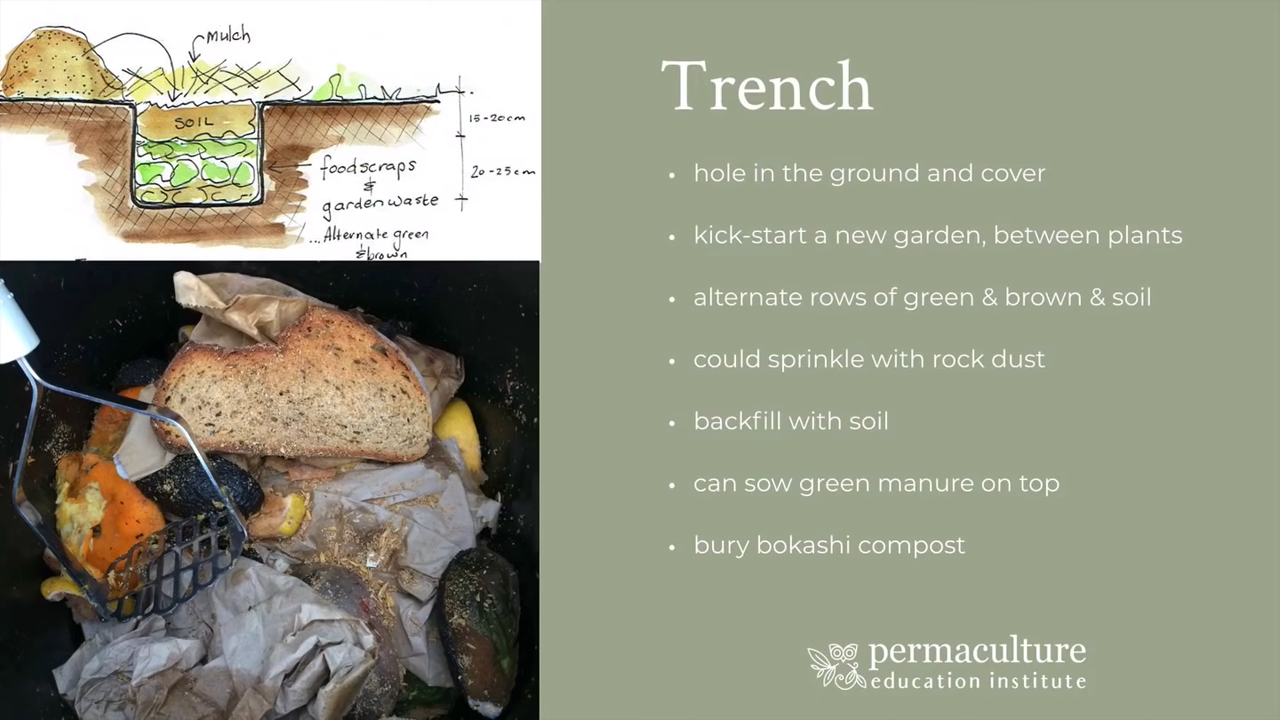 mulch
SOIL
15-20cm
foodscraps
&
20-25cm
gardenwaste
...Alternate green
& brown
Trench
• hole in the ground and cover
• kick-start a new garden, between plants
• alternate rows of green & brown & soil
• could sprinkle with rock dust
• backfill with soil
• can sow green manure on top
• bury bokashi compost
permaculture
education institute